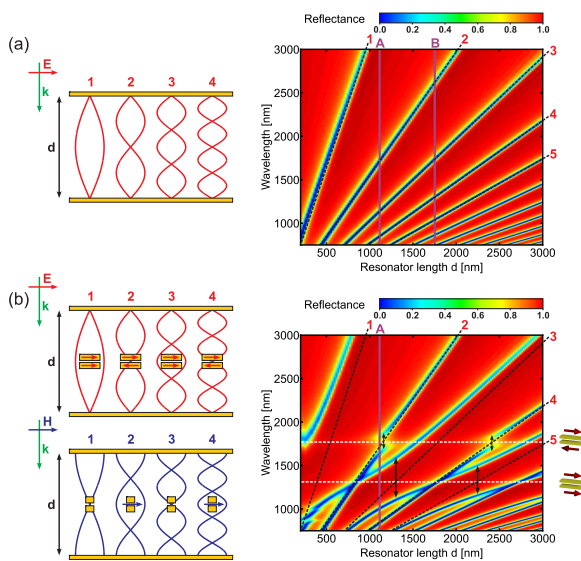 (a)
E
k
1 2 3 4
d
Reflectance
0.0 0.2 0.4 0.6 0.8 1.0
1 A B 2
3
4
5
3000
2500
2000
1500
1000
Wavelength [nm]
500 1000 1500 2000 2500 3000
Resonator length d [nm]
(b)
E
k
1 2 3 4
d
H
k
1 2 3 4
d
Reflectance
0.0 0.2 0.4 0.6 0.8 1.0
1 A 2
3
4
5
3000
2500
2000
1500
1000
Wavelength [nm]
500 1000 1500 2000 2500 3000
Resonator length d [nm]